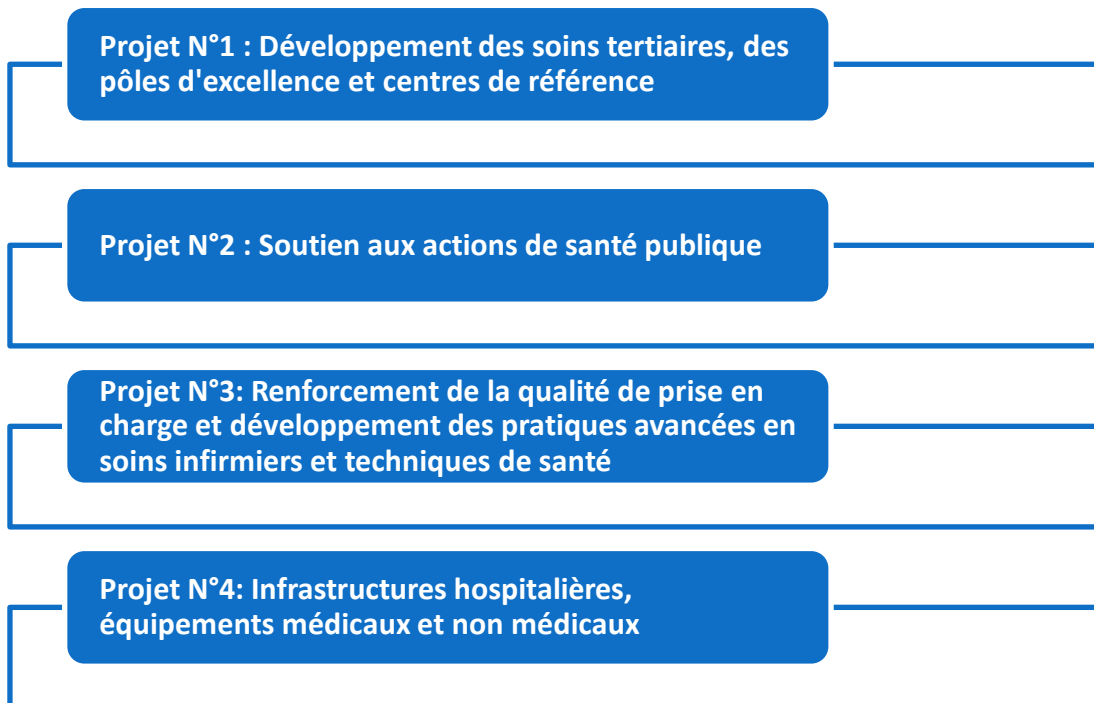 Projet N°1 : Développement des soins tertiaires, des
pôles d'excellence et centres de référence
Projet N°2 : Soutien aux actions de santé publique
Projet N°3: Renforcement de la qualité de prise en
charge et développement des pratiques avancées en
soins infirmiers et techniques de santé
Projet N°4: Infrastructures hospitalières,
équipements médicaux et non médicaux